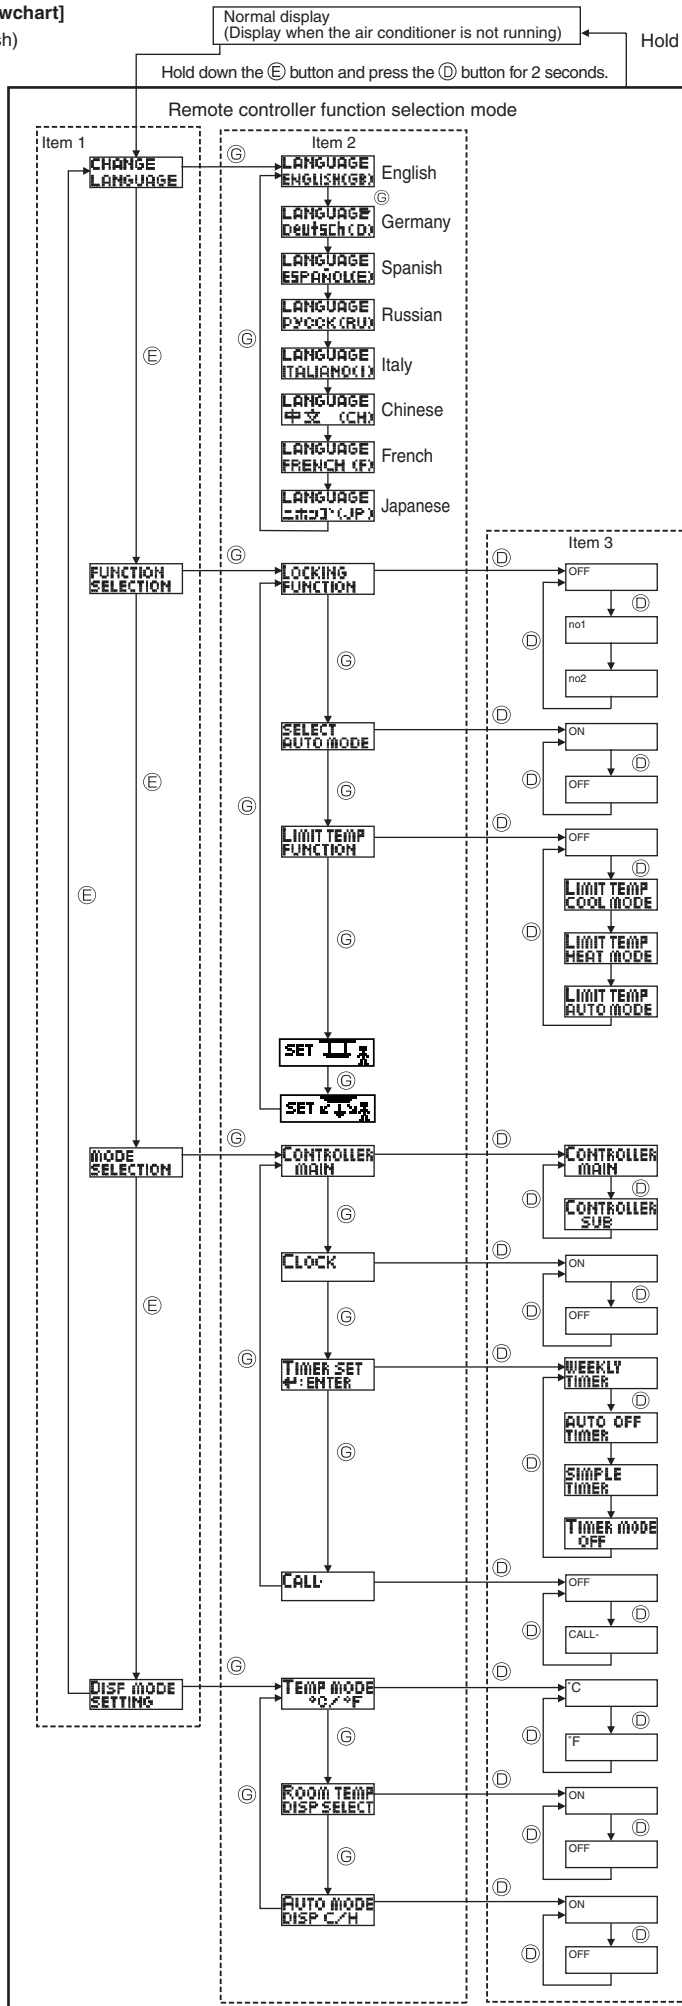 wchart]
sh)
Normal display
(Display when the air conditioner is not running)
Hold
Hold down the Ⓔ button and press the Ⓓ button for 2 seconds.
Remote controller function selection mode
Item 1
Item 2
CHANGE
LANGUAGE
Ⓖ
LANGUAGE
ENGLISH(GB)
English
Ⓖ
LANGUAGE
Deutsch(D)
Germany
LANGUAGE
ESPAÑOL(E)
Spanish
LANGUAGE
РУССК(RU)
Russian
Ⓖ
Ⓔ
LANGUAGE
ITALIANO(I)
Italy
LANGUAGE
中文 (CH)
Chinese
LANGUAGE
FRENCH (F)
French
LANGUAGE
ニホンゴ(JP)
Japanese
Item 3
FUNCTION
SELECTION
Ⓖ
LOCKING
FUNCTION
Ⓓ
OFF
Ⓓ
no1
Ⓓ
no2
Ⓖ
SELECT
AUTO MODE
Ⓓ
ON
Ⓓ
OFF
Ⓓ
Ⓔ
Ⓖ
Ⓖ
LIMIT TEMP
FUNCTION
Ⓓ
OFF
Ⓓ
LIMIT TEMP
COOL MODE
Ⓔ
Ⓖ
Ⓓ
LIMIT TEMP
HEAT MODE
LIMIT TEMP
AUTO MODE
SET
Ⓖ
SET
MODE
SELECTION
Ⓖ
CONTROLLER
MAIN
Ⓓ
CONTROLLER
MAIN
Ⓓ
Ⓓ
CONTROLLER
SUB
Ⓖ
CLOCK
Ⓓ
ON
Ⓓ
Ⓓ
OFF
Ⓔ
Ⓖ
Ⓖ
TIMER SET
↵:ENTER
Ⓓ
WEEKLY
TIMER
Ⓓ
AUTO OFF
TIMER
Ⓖ
Ⓓ
SIMPLE
TIMER
TIMER MODE
OFF
CALL-
Ⓓ
OFF
Ⓓ
Ⓓ
CALL-
DISP MODE
SETTING
Ⓖ
TEMP MODE
°C/°F
Ⓓ
°C
Ⓓ
Ⓓ
°F
Ⓖ
ROOM TEMP
DISP SELECT
Ⓓ
ON
Ⓓ
Ⓓ
OFF
Ⓖ
Ⓖ
AUTO MODE
DISP C/H
Ⓓ
ON
Ⓓ
Ⓓ
OFF